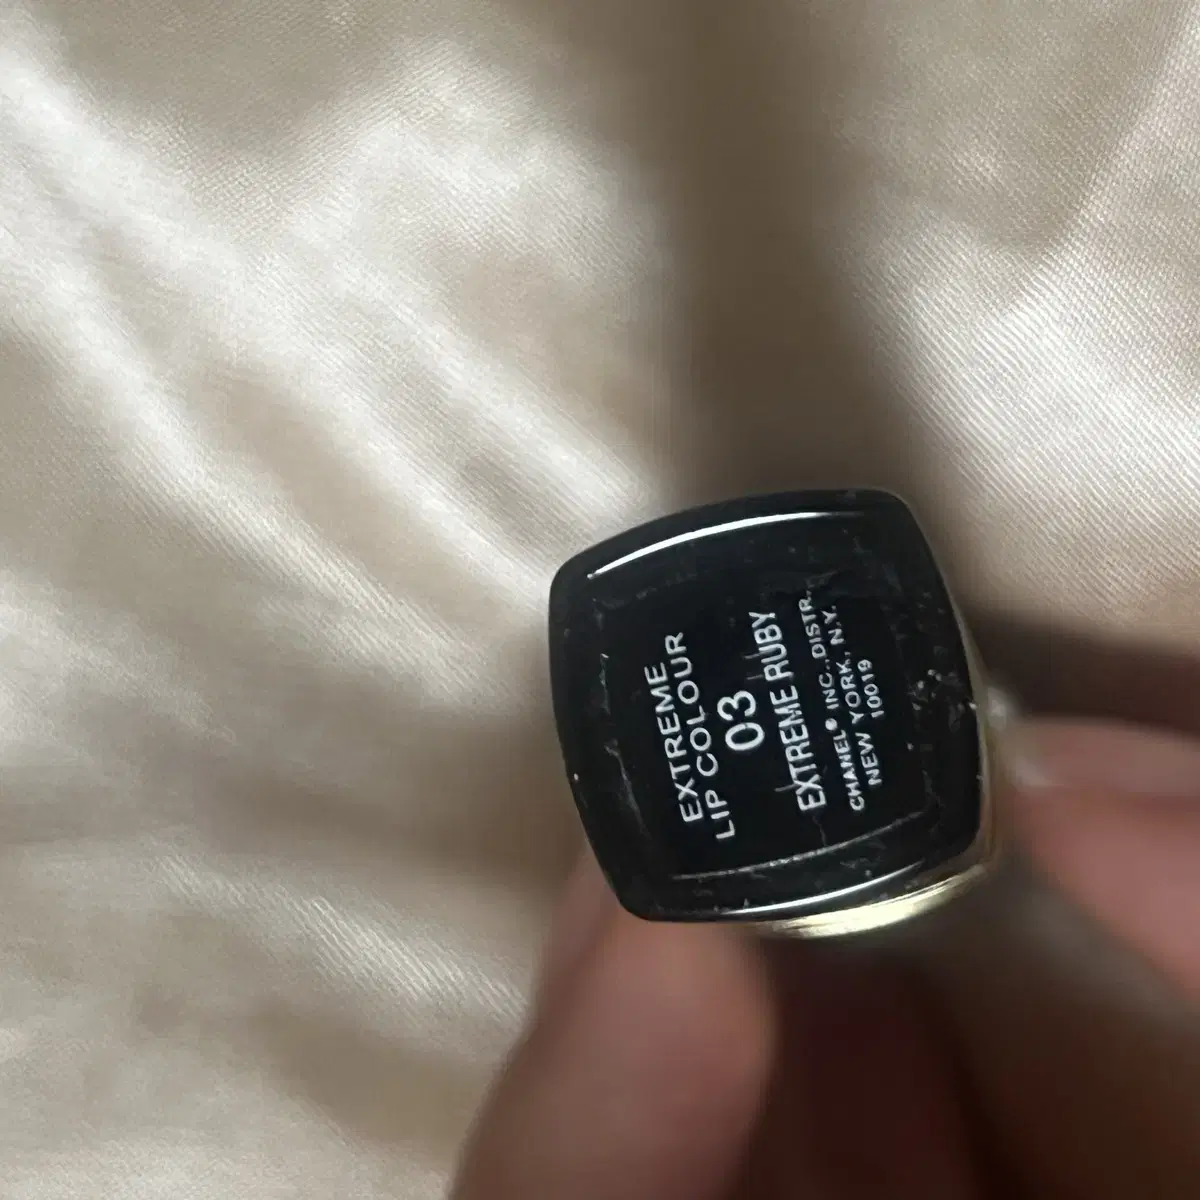 EXTREME
LIP COLOUR
03
EXTREME RUBY
CHANEL® INC., DISTR.
NEW YORK, N.Y.
10019